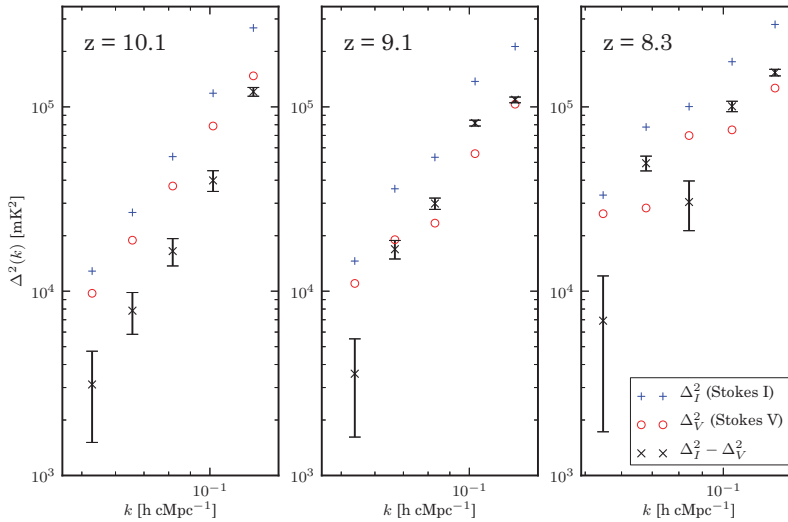 z = 10.1
z = 9.1
z = 8.3
10⁵
10⁴
10³
10⁵
10⁴
10³
10⁵
10⁴
10³
Δ²(k) [mK²]
Δ²_I (Stokes I)
Δ²_V (Stokes V)
Δ²_I − Δ²_V
10⁻¹
10⁻¹
10⁻¹
k [h cMpc⁻¹]
k [h cMpc⁻¹]
k [h cMpc⁻¹]